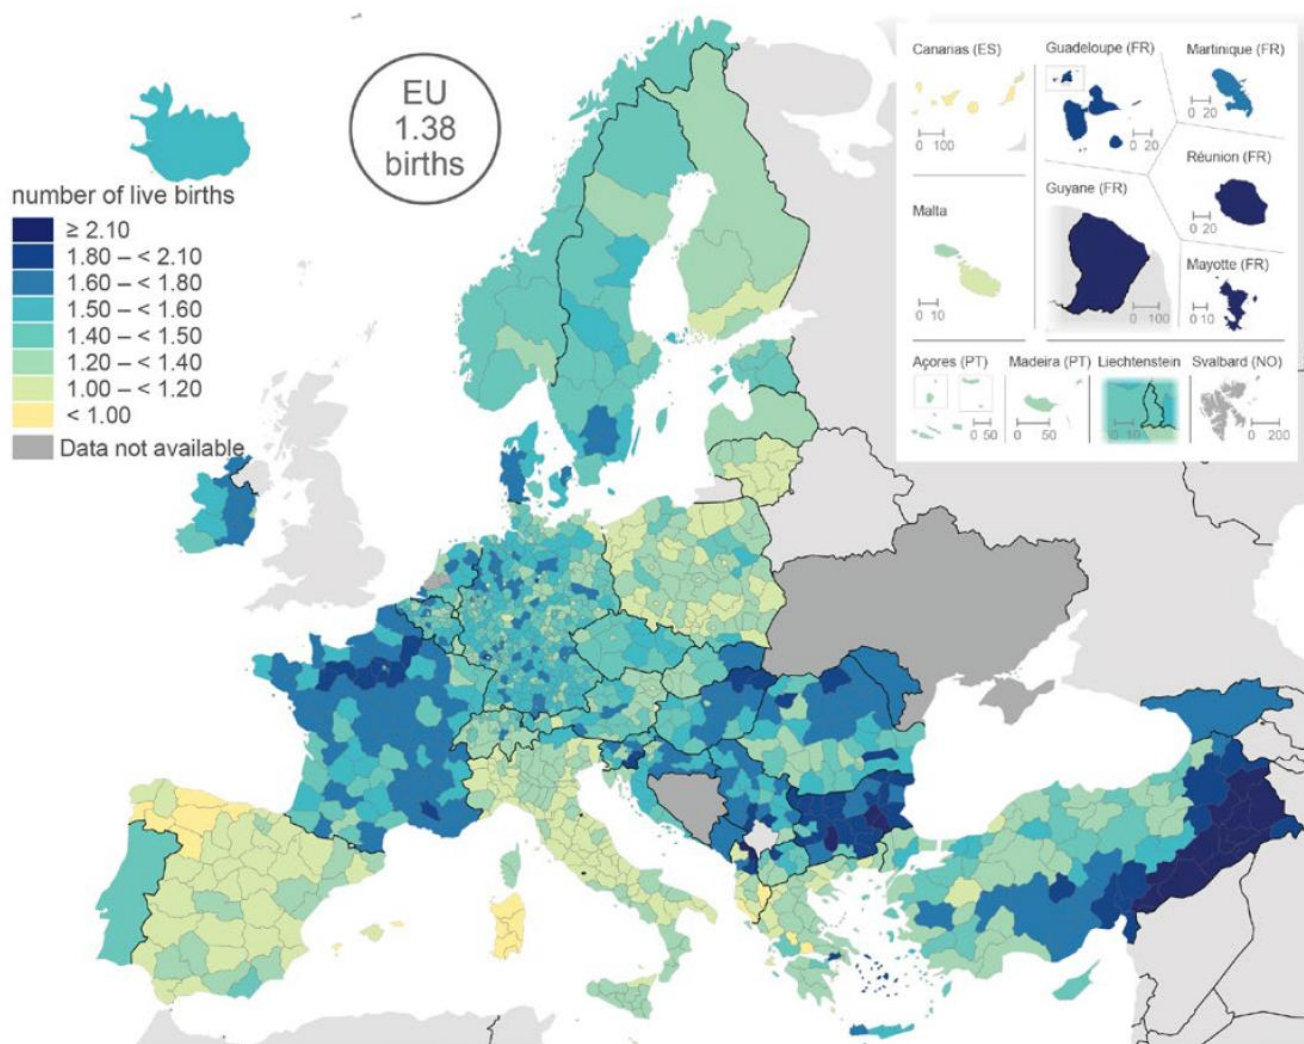 EU
1.38
births
number of live births
≥ 2.10
1.80 – < 2.10
1.60 – < 1.80
1.50 – < 1.60
1.40 – < 1.50
1.20 – < 1.40
1.00 – < 1.20
< 1.00
Data not available
Canarias (ES)
0 100
Guadeloupe (FR)
0 20
Martinique (FR)
0 20
Malta
0 10
Guyane (FR)
0 100
Réunion (FR)
0 20
Mayotte (FR)
0 10
Açores (PT)
0 50
Madeira (PT)
0 50
Liechtenstein
0 10
Svalbard (NO)
0 200